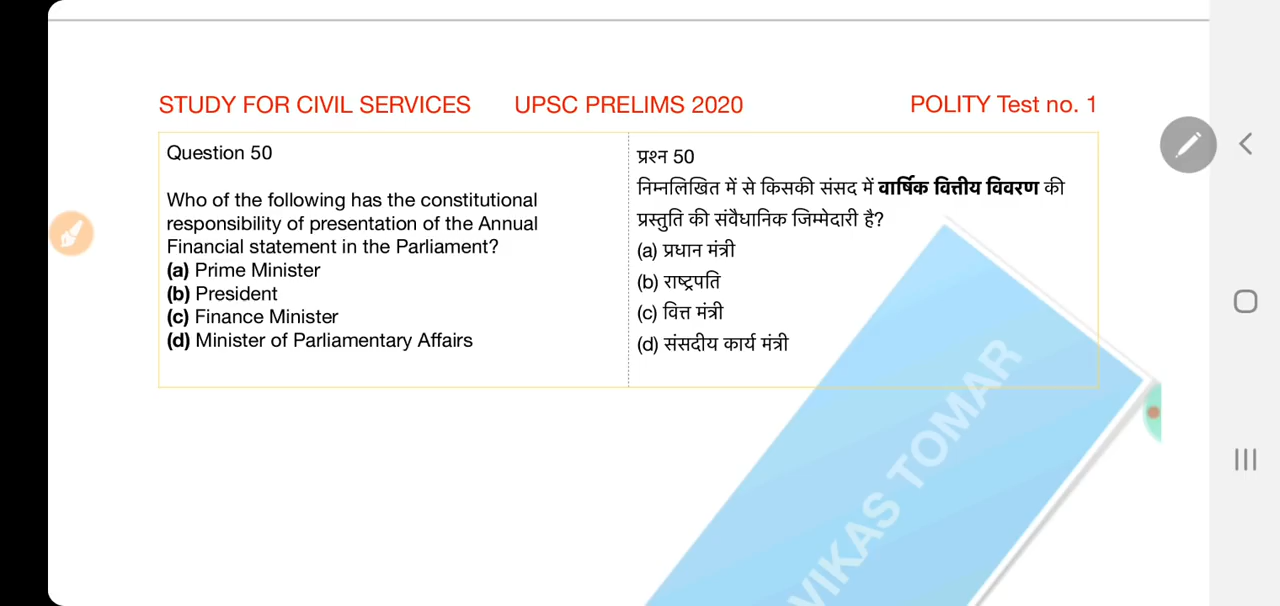 STUDY FOR CIVIL SERVICES UPSC PRELIMS 2020 POLITY Test no. 1
Question 50
Who of the following has the constitutional
responsibility of presentation of the Annual
Financial statement in the Parliament?
(a) Prime Minister
(b) President
(c) Finance Minister
(d) Minister of Parliamentary Affairs
प्रश्न 50
निम्नलिखित में से किसकी संसद में वार्षिक वित्तीय विवरण की
प्रस्तुति की संवैधानिक जिम्मेदारी है?
(a) प्रधान मंत्री
(b) राष्ट्रपति
(c) वित्त मंत्री
(d) संसदीय कार्य मंत्री
VIKAS TOMAR